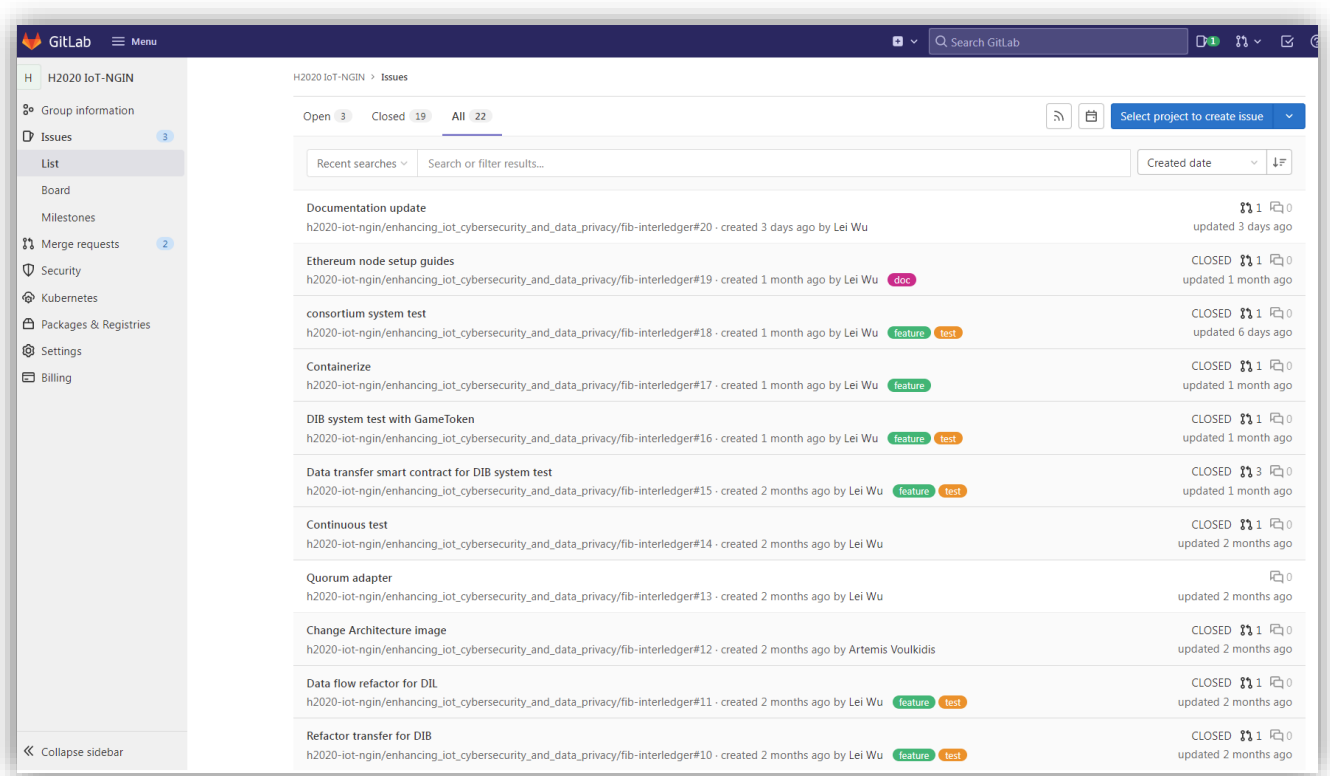 GitLab Menu Search GitLab 1
H H2020 IoT-NGIN
Group information
Issues 3
List
Board
Milestones
Merge requests 2
Security
Kubernetes
Packages & Registries
Settings
Billing
Collapse sidebar
H2020 IoT-NGIN > Issues
Open 3 Closed 19 All 22 Select project to create issue
Recent searches Search or filter results... Created date
Documentation update 1 0
h2020-iot-ngin/enhancing_iot_cybersecurity_and_data_privacy/fib-interledger#20 · created 3 days ago by Lei Wu updated 3 days ago
Ethereum node setup guides CLOSED 1 0
h2020-iot-ngin/enhancing_iot_cybersecurity_and_data_privacy/fib-interledger#19 · created 1 month ago by Lei Wu doc updated 1 month ago
consortium system test CLOSED 1 0
h2020-iot-ngin/enhancing_iot_cybersecurity_and_data_privacy/fib-interledger#18 · created 1 month ago by Lei Wu feature test updated 6 days ago
Containerize CLOSED 1 0
h2020-iot-ngin/enhancing_iot_cybersecurity_and_data_privacy/fib-interledger#17 · created 1 month ago by Lei Wu feature updated 1 month ago
DIB system test with GameToken CLOSED 1 0
h2020-iot-ngin/enhancing_iot_cybersecurity_and_data_privacy/fib-interledger#16 · created 1 month ago by Lei Wu feature test updated 1 month ago
Data transfer smart contract for DIB system test CLOSED 3 0
h2020-iot-ngin/enhancing_iot_cybersecurity_and_data_privacy/fib-interledger#15 · created 2 months ago by Lei Wu feature test updated 1 month ago
Continuous test CLOSED 1 0
h2020-iot-ngin/enhancing_iot_cybersecurity_and_data_privacy/fib-interledger#14 · created 2 months ago by Lei Wu updated 2 months ago
Quorum adapter 0
h2020-iot-ngin/enhancing_iot_cybersecurity_and_data_privacy/fib-interledger#13 · created 2 months ago by Lei Wu updated 2 months ago
Change Architecture image CLOSED 1 0
h2020-iot-ngin/enhancing_iot_cybersecurity_and_data_privacy/fib-interledger#12 · created 2 months ago by Artemis Voulkidis updated 2 months ago
Data flow refactor for DIL CLOSED 1 0
h2020-iot-ngin/enhancing_iot_cybersecurity_and_data_privacy/fib-interledger#11 · created 2 months ago by Lei Wu feature test updated 2 months ago
Refactor transfer for DIB CLOSED 1 0
h2020-iot-ngin/enhancing_iot_cybersecurity_and_data_privacy/fib-interledger#10 · created 2 months ago by Lei Wu feature test updated 2 months ago